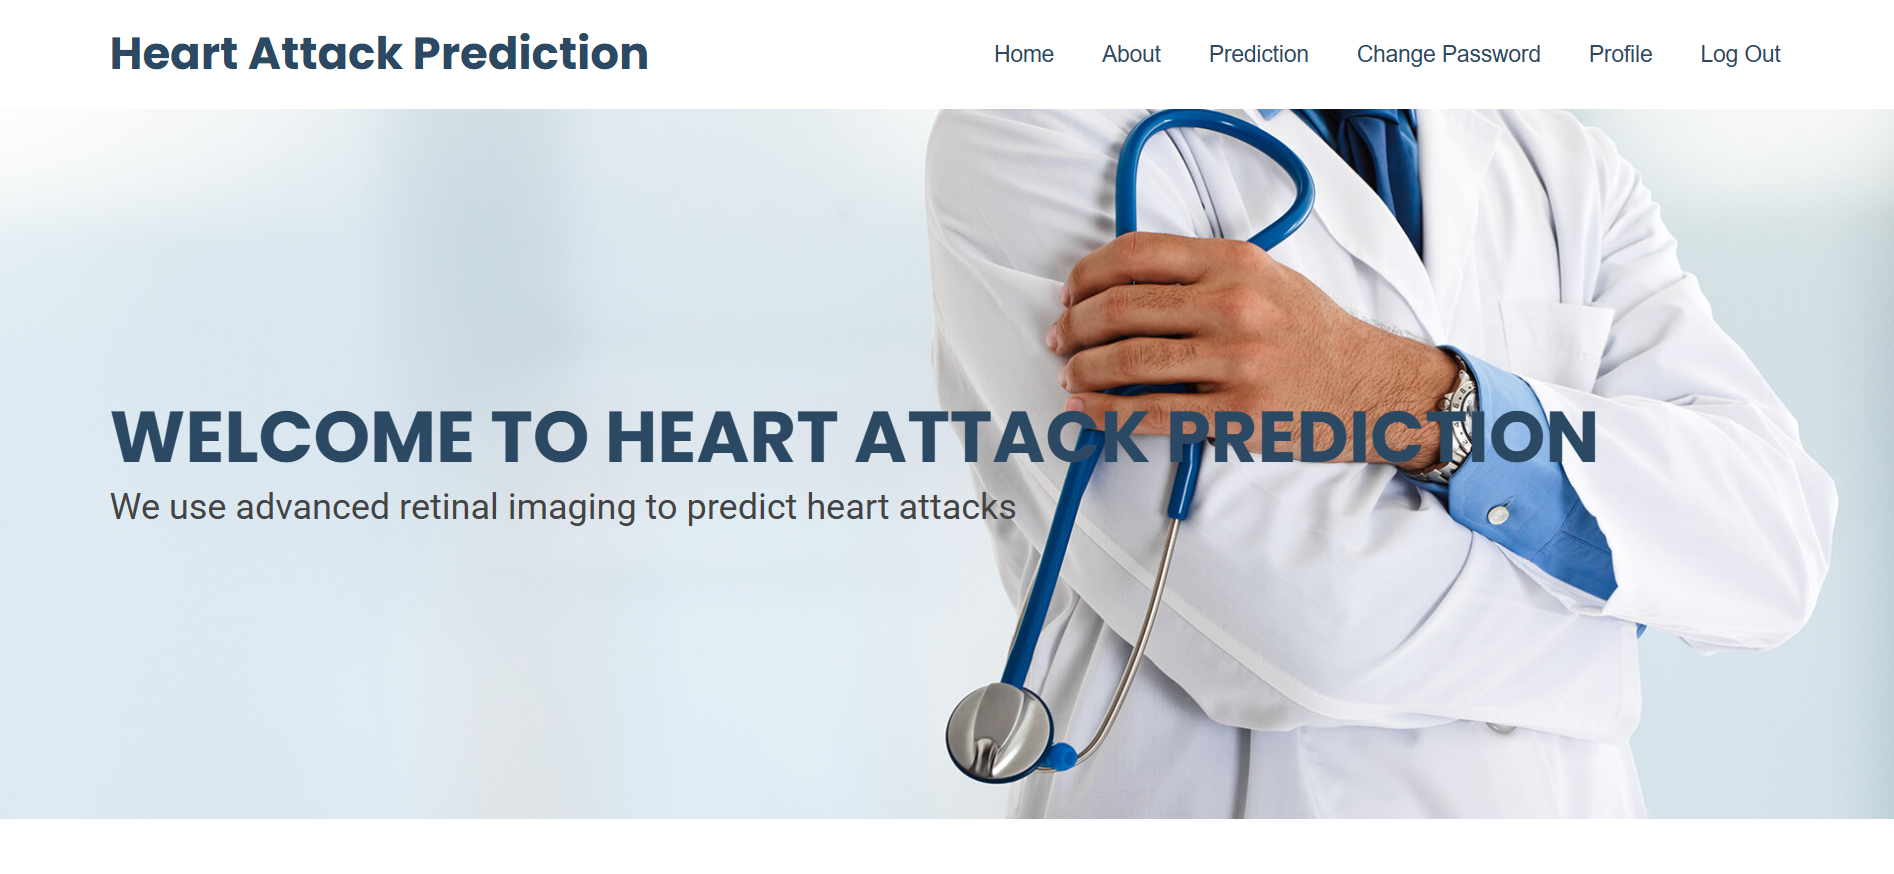 Heart Attack Prediction
Home About Prediction Change Password Profile Log Out
WELCOME TO HEART ATTACK PREDICTION
We use advanced retinal imaging to predict heart attacks